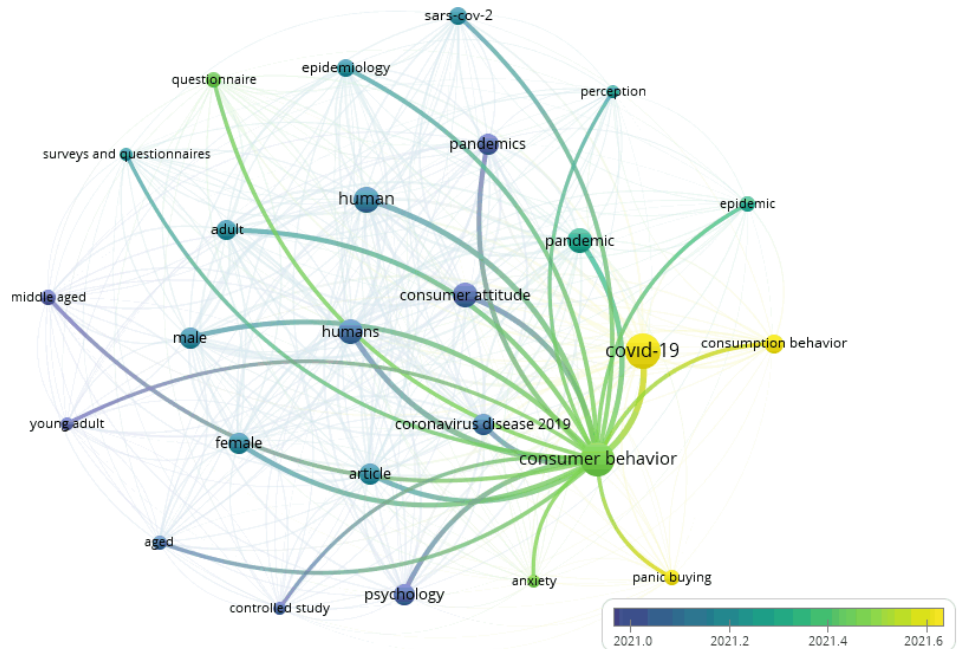 sars-cov-2
epidemiology
questionnaire
perception
pandemics
surveys and questionnaires
human
epidemic
adult
pandemic
middle aged
consumer attitude
humans
male
covid-19
consumption behavior
young adult
coronavirus disease 2019
female
consumer behavior
article
aged
anxiety
panic buying
psychology
controlled study
2021.0 2021.2 2021.4 2021.6